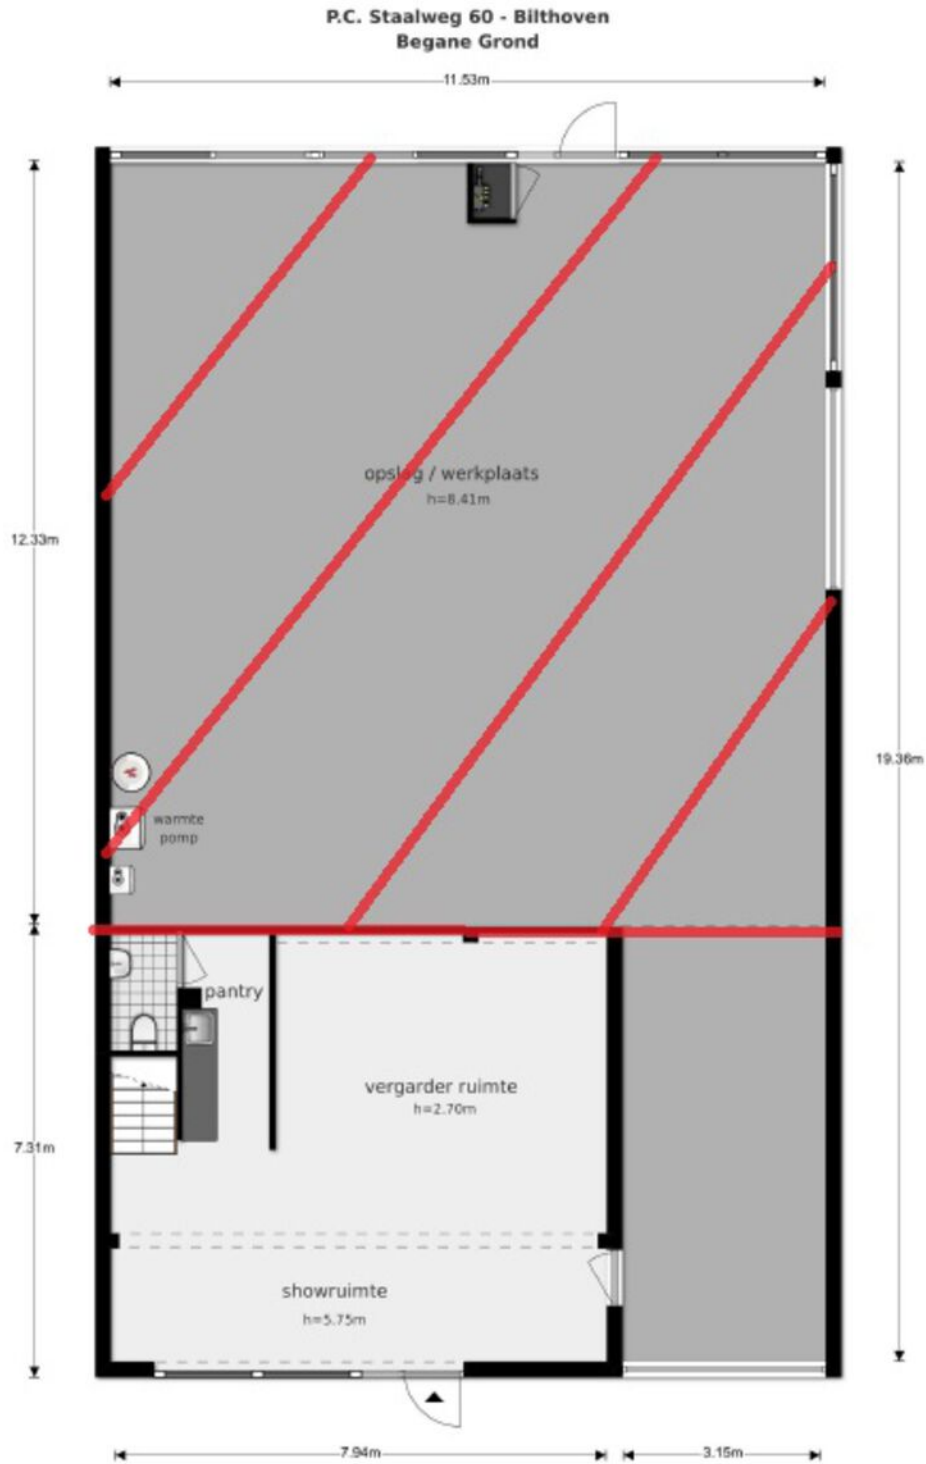 P.C. Staalweg 60 - Bilthoven
Begane Grond
11.53m
opslag / werkplaats
h=8.41m
12.33m
19.36m
warmte
pomp
pantry
vergarder ruimte
h=2.70m
7.31m
showruimte
h=5.75m
7.94m
3.15m